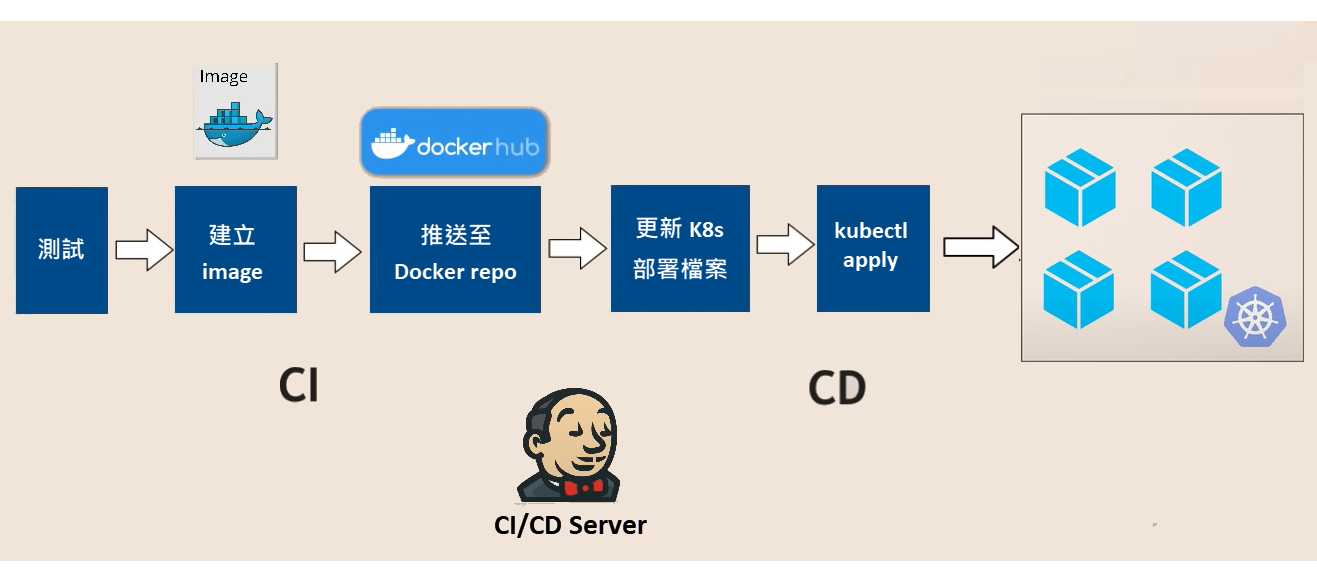 Image
dockerhub
測試
建立
image
推送至
Docker repo
更新 K8s
部署檔案
kubectl
apply
CI
CD
CI/CD Server